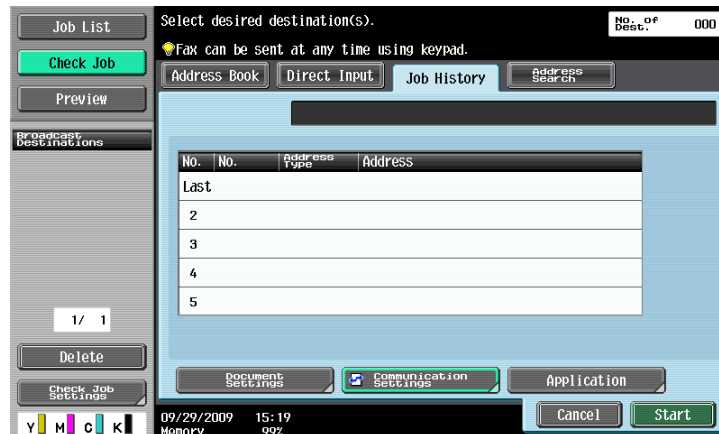 Job List
Check Job
Preview
Broadcast
Destinations
1/ 1
Delete
Check Job
Settings
Y M C K
Select desired destination(s).
No. of
Dest. 000
Fax can be sent at any time using keypad.
Address Book Direct Input Job History Address
Search
No. No. Address
Type Address
Last
2
3
4
5
Document
Settings
Communication
Settings
Application
09/29/2009 15:19
Memory 99%
Cancel Start